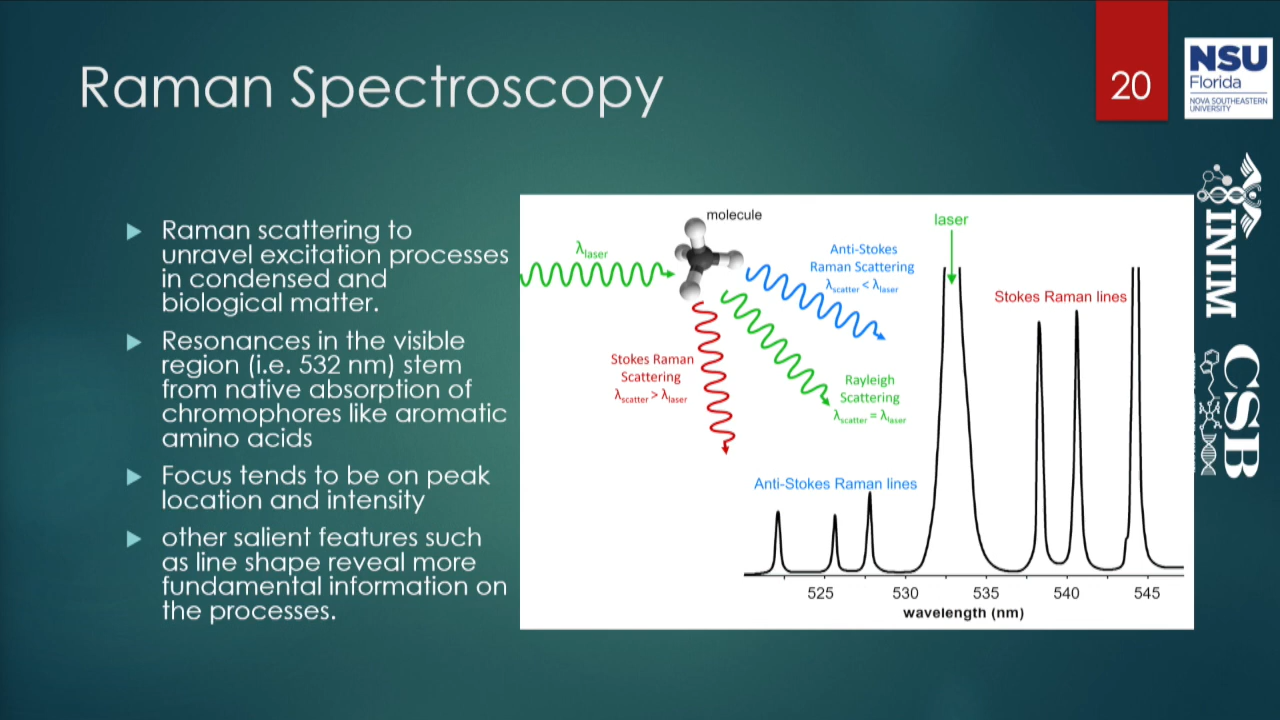 Raman Spectroscopy
20
NSU
Florida
NOVA SOUTHEASTERN
UNIVERSITY
Raman scattering to
unravel excitation processes
in condensed and
biological matter.
Resonances in the visible
region (i.e. 532 nm) stem
from native absorption of
chromophores like aromatic
amino acids
Focus tends to be on peak
location and intensity
other salient features such
as line shape reveal more
fundamental information on
the processes.
molecule
λlaser
Anti-Stokes
Raman Scattering
λscatter < λlaser
Stokes Raman
Scattering
λscatter > λlaser
Rayleigh
Scattering
λscatter = λlaser
laser
Stokes Raman lines
Anti-Stokes Raman lines
525
530
535
540
545
wavelength (nm)
INIM
CSB